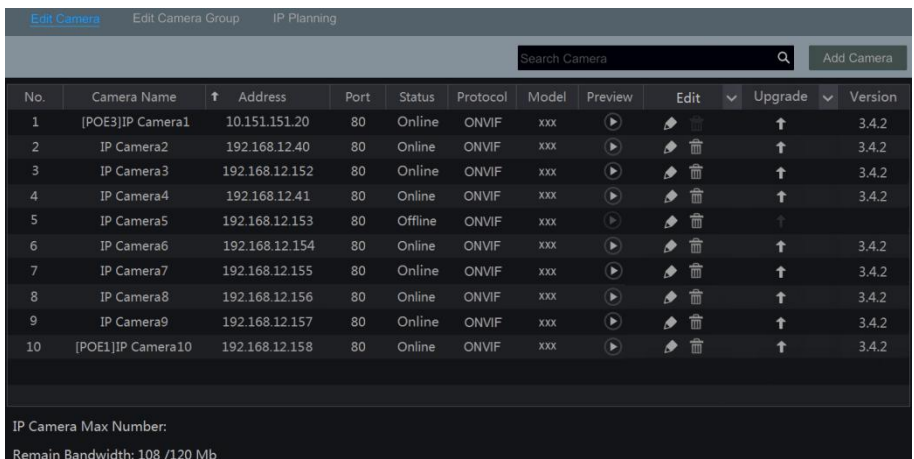 Edit Camera Edit Camera Group IP Planning
Search Camera Add Camera
No. Camera Name Address Port Status Protocol Model Preview Edit Upgrade Version
1 [POE3]IP Camera1 10.151.151.20 80 Online ONVIF xxx 3.4.2
2 IP Camera2 192.168.12.40 80 Online ONVIF xxx 3.4.2
3 IP Camera3 192.168.12.152 80 Online ONVIF xxx 3.4.2
4 IP Camera4 192.168.12.41 80 Online ONVIF xxx 3.4.2
5 IP Camera5 192.168.12.153 80 Offline ONVIF xxx
6 IP Camera6 192.168.12.154 80 Online ONVIF xxx 3.4.2
7 IP Camera7 192.168.12.155 80 Online ONVIF xxx 3.4.2
8 IP Camera8 192.168.12.156 80 Online ONVIF xxx 3.4.2
9 IP Camera9 192.168.12.157 80 Online ONVIF xxx 3.4.2
10 [POE1]IP Camera10 192.168.12.158 80 Online ONVIF xxx 3.4.2
IP Camera Max Number:
Remain Bandwidth: 108 /120 Mb